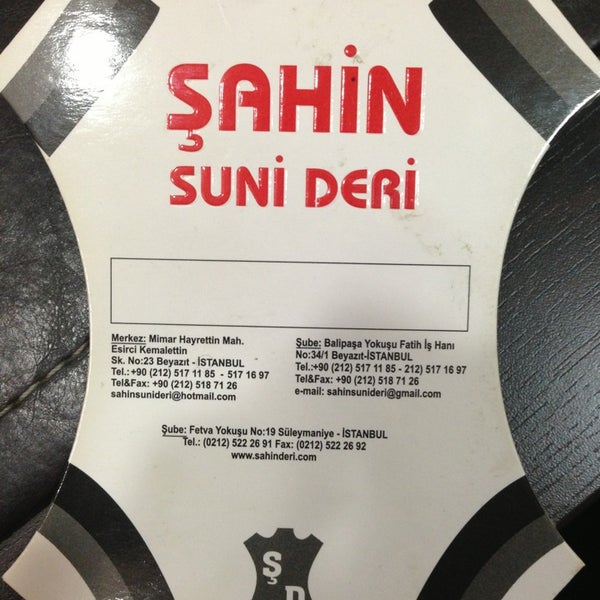 ŞAHİN
SUNİ DERİ
Merkez: Mimar Hayrettin Mah.
Esirci Kemalettin
Sk. No:23 Beyazıt - İSTANBUL
Tel.: +90 (212) 517 11 85 - 517 16 97
Tel&Fax: +90 (212) 518 71 26
sahinsunideri@hotmail.com
Şube: Balipaşa Yokuşu Fatih İş Hanı
No:34/1 Beyazıt-İSTANBUL
Tel.:+90 (212) 517 11 85 - 212) 517 16 97
Tel&Fax: +90 (212) 518 71 26
e-mail: sahinsunideri@gmail.com
Şube: Fetva Yokuşu No:19 Süleymaniye - İSTANBUL
Tel.: (0212) 522 26 91 Fax: (0212) 522 26 92
www.sahinderi.com
Ş
D